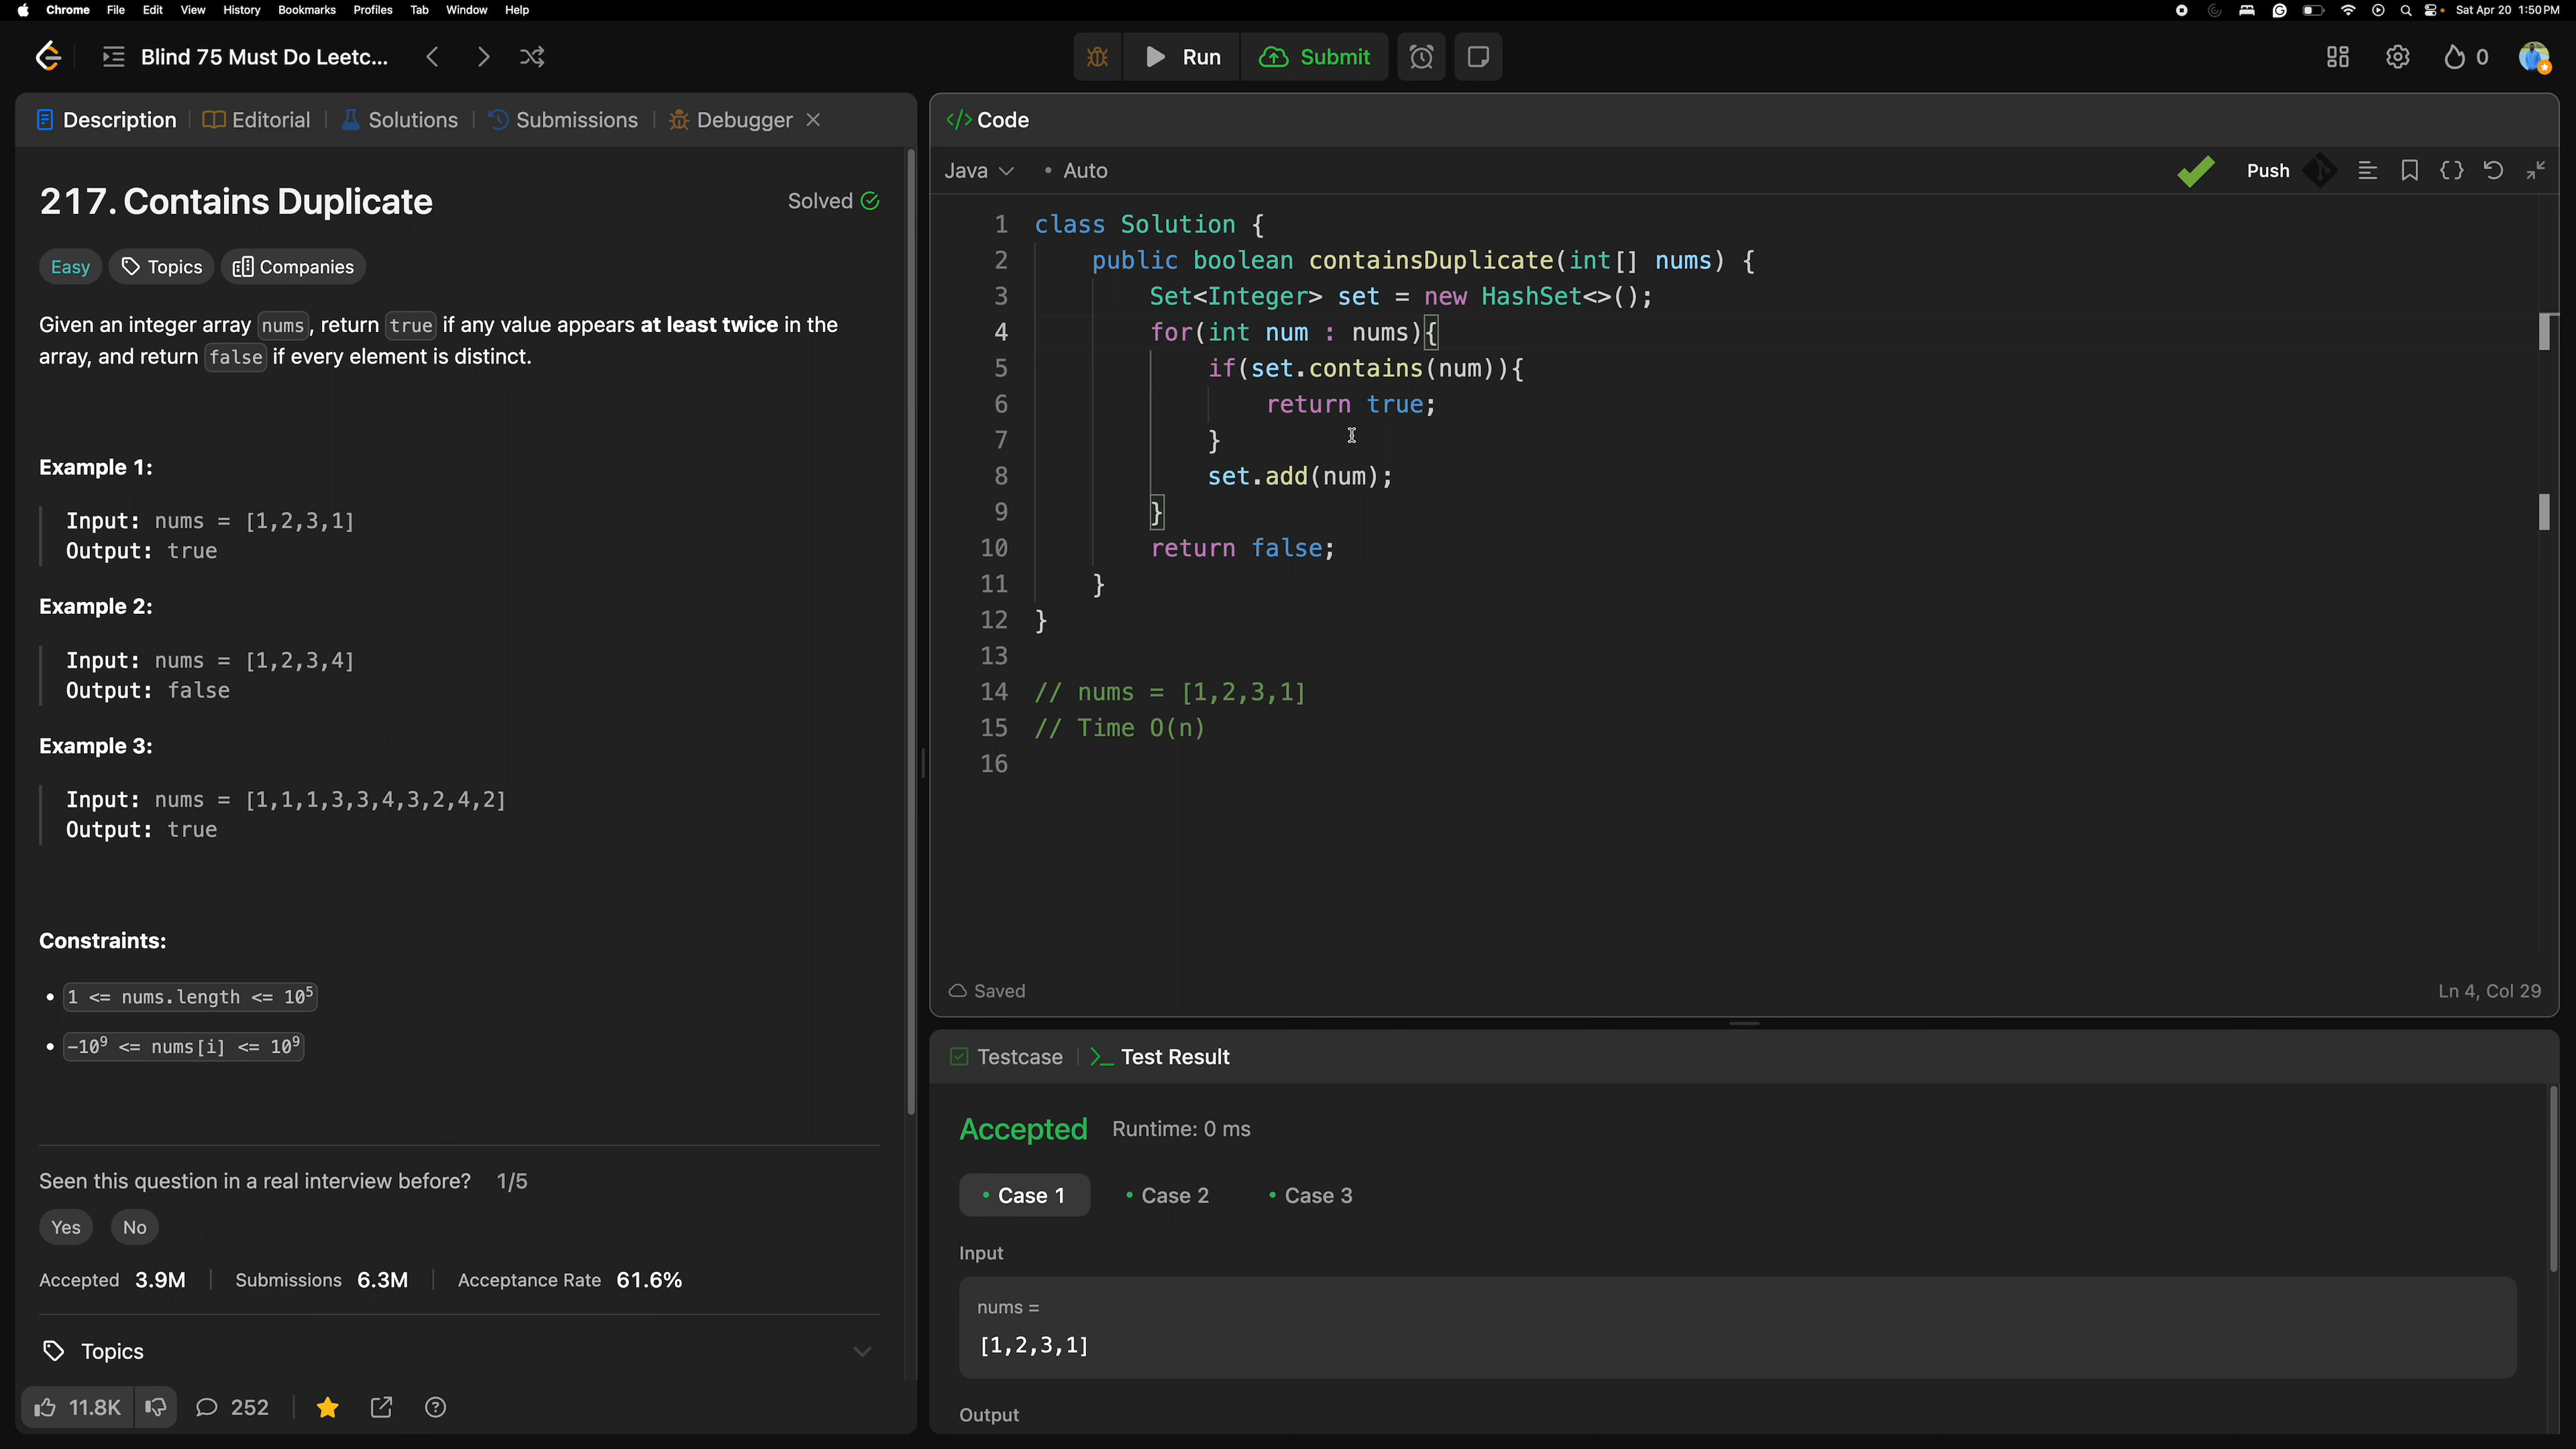 Chrome File Edit View History Bookmarks Profiles Tab Window Help
Sat Apr 20 1:50 PM
Blind 75 Must Do Leetc...
Run
Submit
0
Description
Editorial
Solutions
Submissions
Debugger
217. Contains Duplicate
Solved
Easy
Topics
Companies
Given an integer array nums, return true if any value appears at least twice in the
array, and return false if every element is distinct.
Example 1:
Input: nums = [1,2,3,1]
Output: true
Example 2:
Input: nums = [1,2,3,4]
Output: false
Example 3:
Input: nums = [1,1,1,3,3,4,3,2,4,2]
Output: true
Constraints:
• 1 <= nums.length <= 10⁵
• -10⁹ <= nums[i] <= 10⁹
Seen this question in a real interview before? 1/5
Yes
No
Accepted 3.9M
Submissions 6.3M
Acceptance Rate 61.6%
Topics
11.8K
252
</> Code
Java
• Auto
Push
1 class Solution {
2 public boolean containsDuplicate(int[] nums) {
3 Set<Integer> set = new HashSet<>();
4 for(int num : nums){
5 if(set.contains(num)){
6 return true;
7 }
8 set.add(num);
9 }
10 return false;
11 }
12 }
13
14 // nums = [1,2,3,1]
15 // Time O(n)
16
Saved
Ln 4, Col 29
Testcase
Test Result
Accepted
Runtime: 0 ms
• Case 1
• Case 2
• Case 3
Input
nums =
[1,2,3,1]
Output